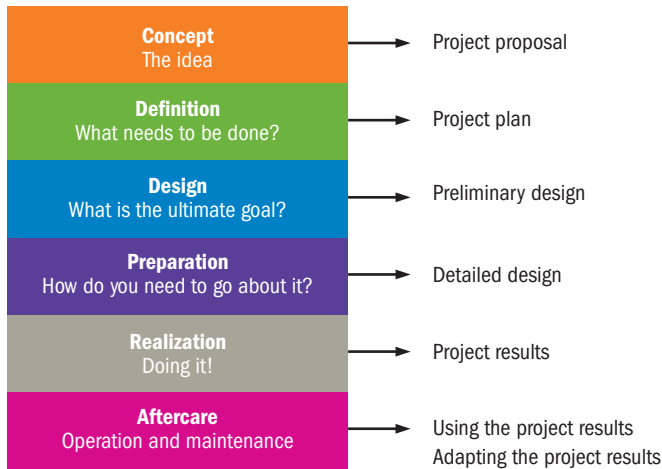 Concept
The idea
Project proposal
Definition
What needs to be done?
Project plan
Design
What is the ultimate goal?
Preliminary design
Preparation
How do you need to go about it?
Detailed design
Realization
Doing it!
Project results
Aftercare
Operation and maintenance
Using the project results
Adapting the project results